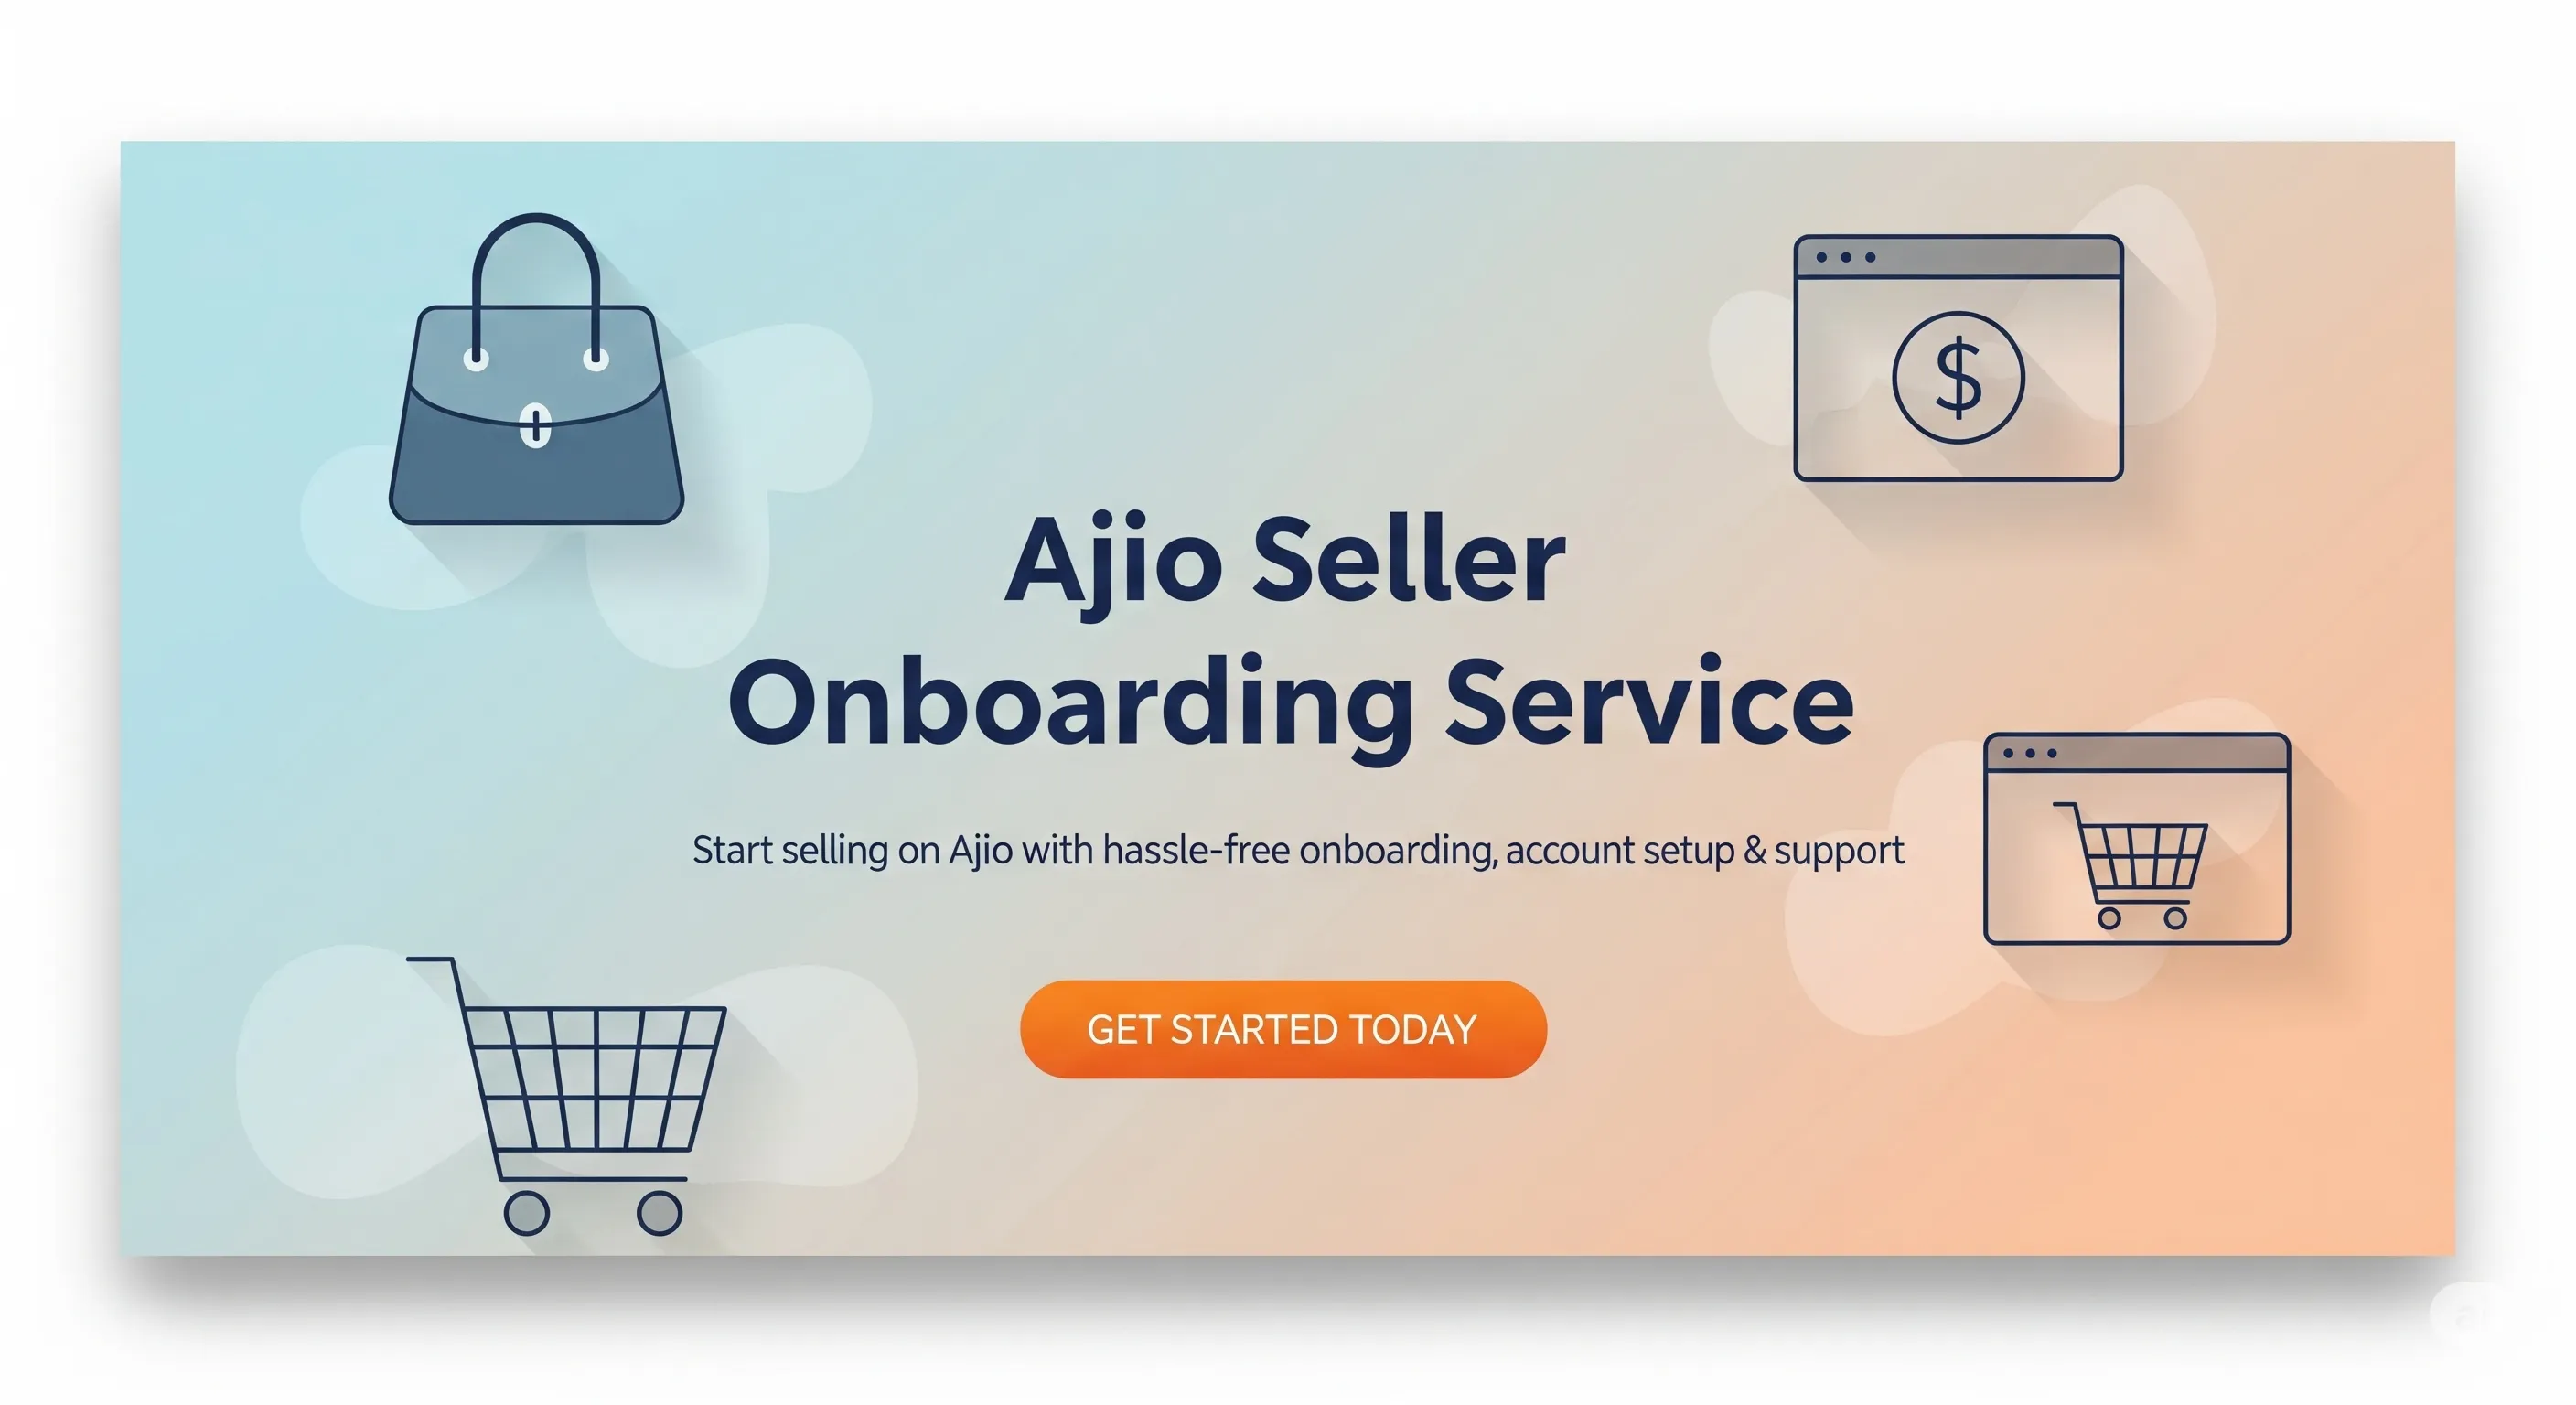 Ajio Seller
Onboarding Service
Start selling on Ajio with hassle-free onboarding, account setup & support
GET STARTED TODAY
$